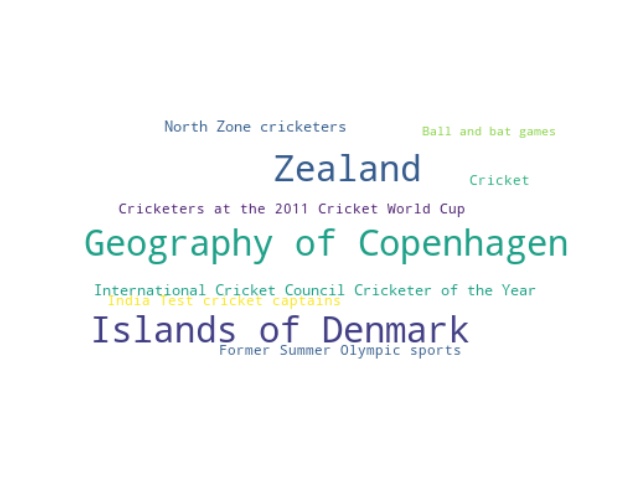 North Zone cricketers
Ball and bat games
Zealand
Cricket
Cricketers at the 2011 Cricket World Cup
Geography of Copenhagen
International Cricket Council Cricketer of the Year
India Test cricket captains
Islands of Denmark
Former Summer Olympic sports